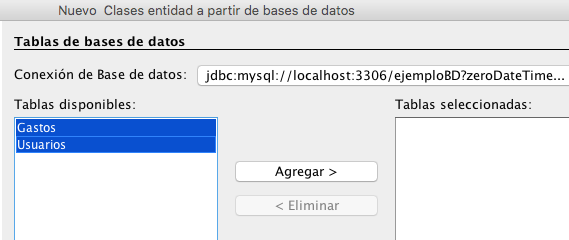 Nuevo Clases entidad a partir de bases de datos
Tablas de bases de datos
Conexión de Base de datos: jdbc:mysql://localhost:3306/ejemploBD?zeroDateTime...
Tablas disponibles: Tablas seleccionadas:
Gastos
Usuarios
Agregar >
< Eliminar